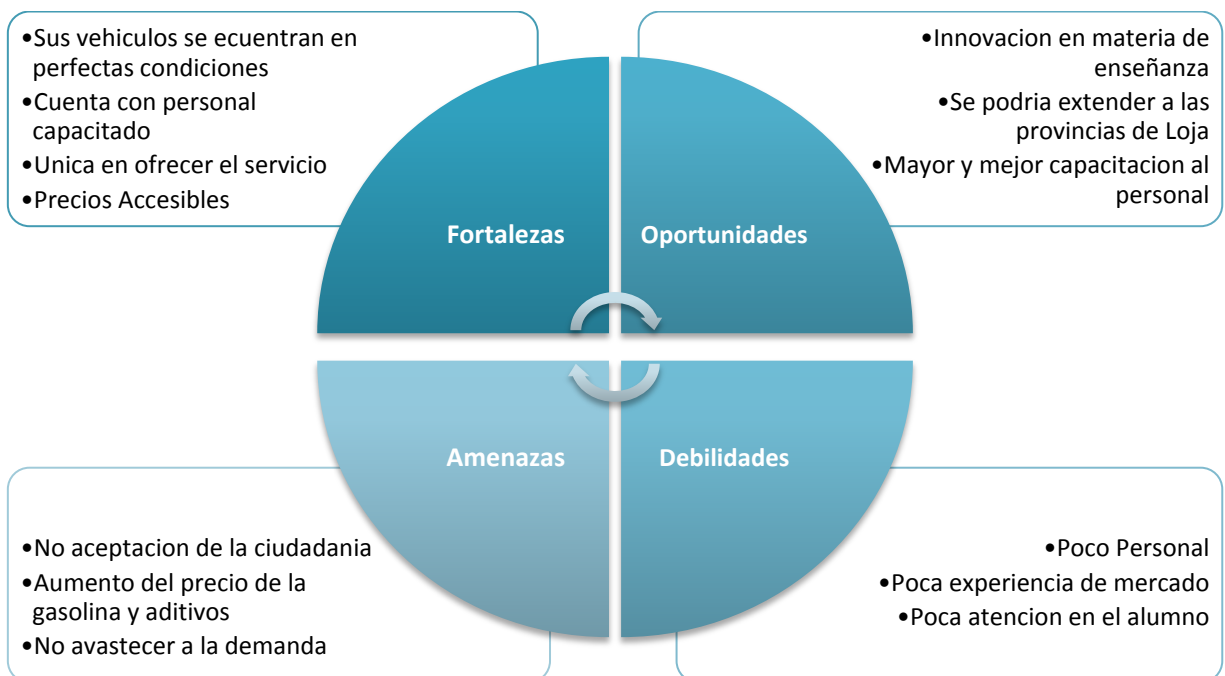 •Sus vehiculos se ecuentran en
perfectas condiciones
•Cuenta con personal
capacitado
•Unica en ofrecer el servicio
•Precios Accesibles
•Innovacion en materia de
enseñanza
•Se podria extender a las
provincias de Loja
•Mayor y mejor capacitacion al
personal
Fortalezas
Oportunidades
Amenazas
Debilidades
•No aceptacion de la ciudadania
•Aumento del precio de la
gasolina y aditivos
•No avastecer a la demanda
•Poco Personal
•Poca experiencia de mercado
•Poca atencion en el alumno